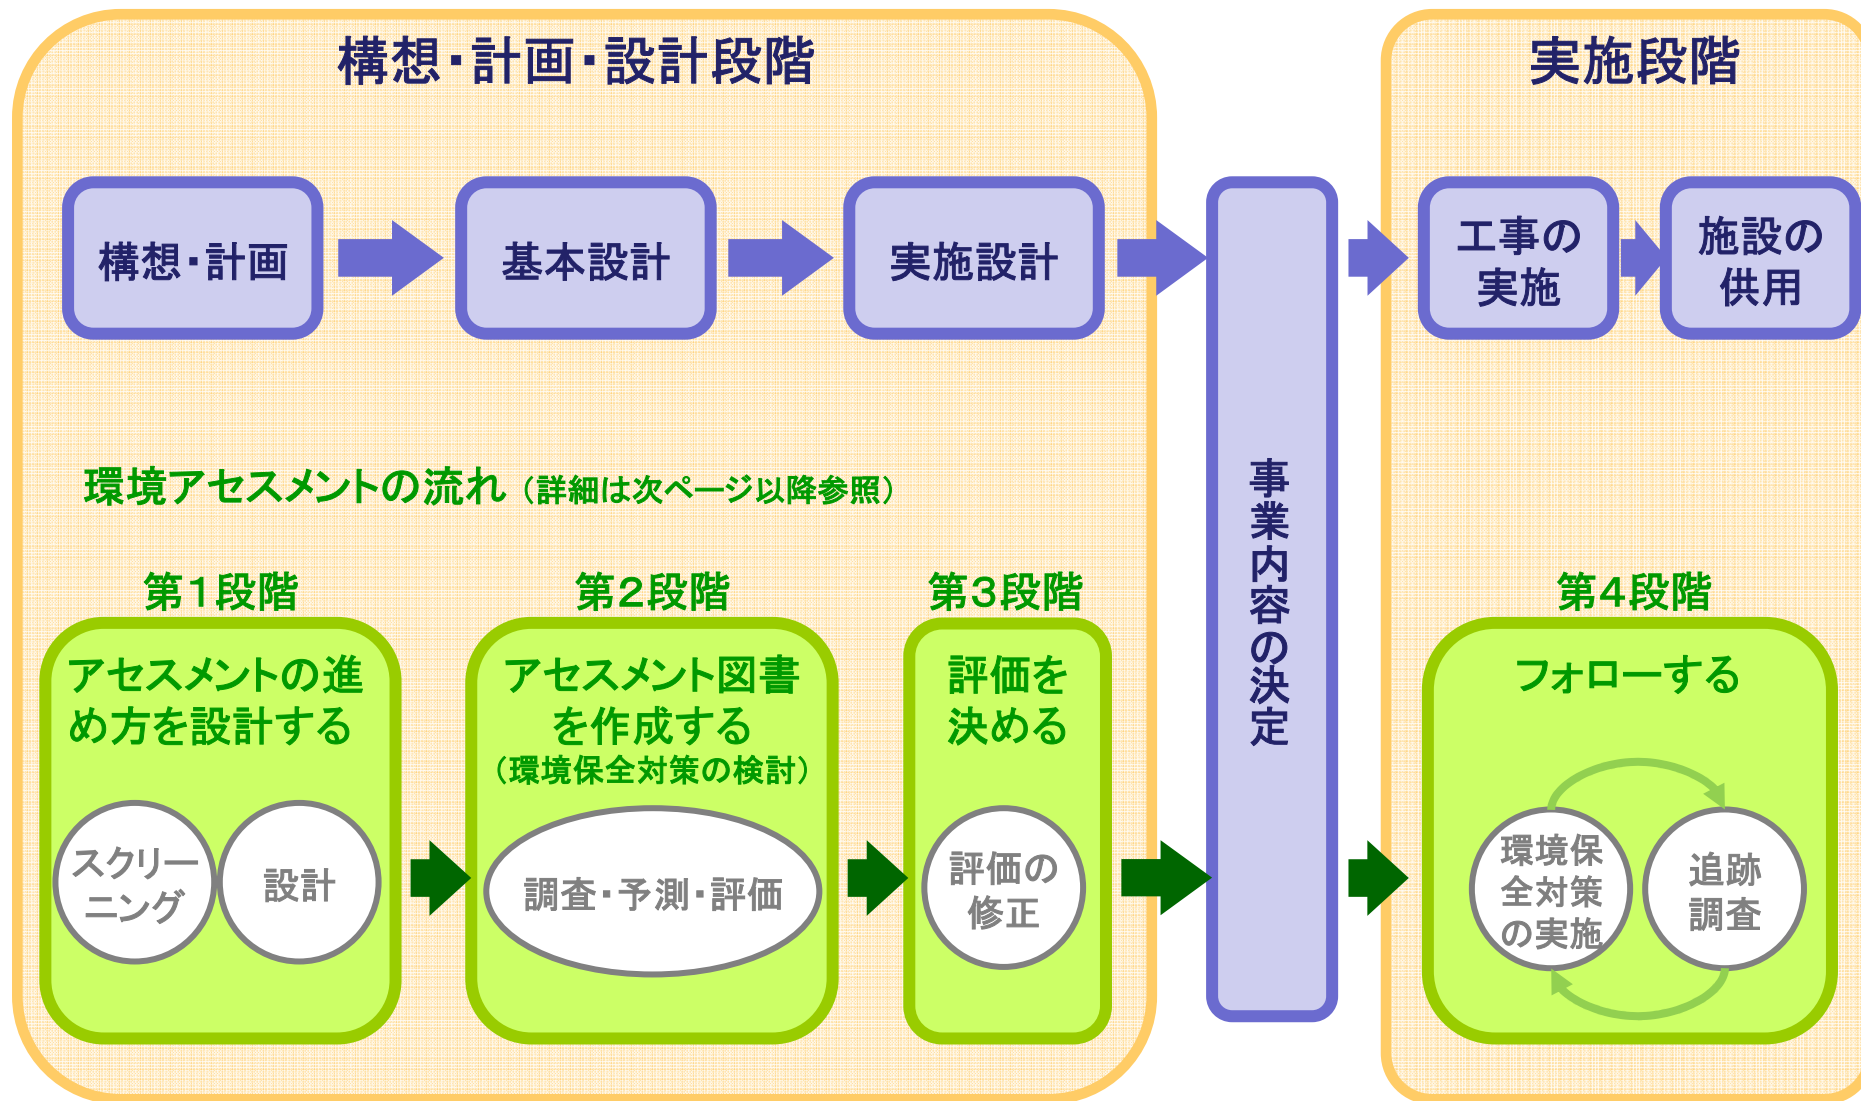 構想・計画・設計段階
実施段階
構想・計画
基本設計
実施設計
工事の
実施
施設の
供用
事業内容の決定
環境アセスメントの流れ（詳細は次ページ以降参照）
第１段階
アセスメントの進
め方を設計する
スクリー
ニング
設計
第２段階
アセスメント図書
を作成する
（環境保全対策の検討）
調査・予測・評価
第３段階
評価を
決める
評価の
修正
第４段階
フォローする
環境保
全対策
の実施
追跡
調査